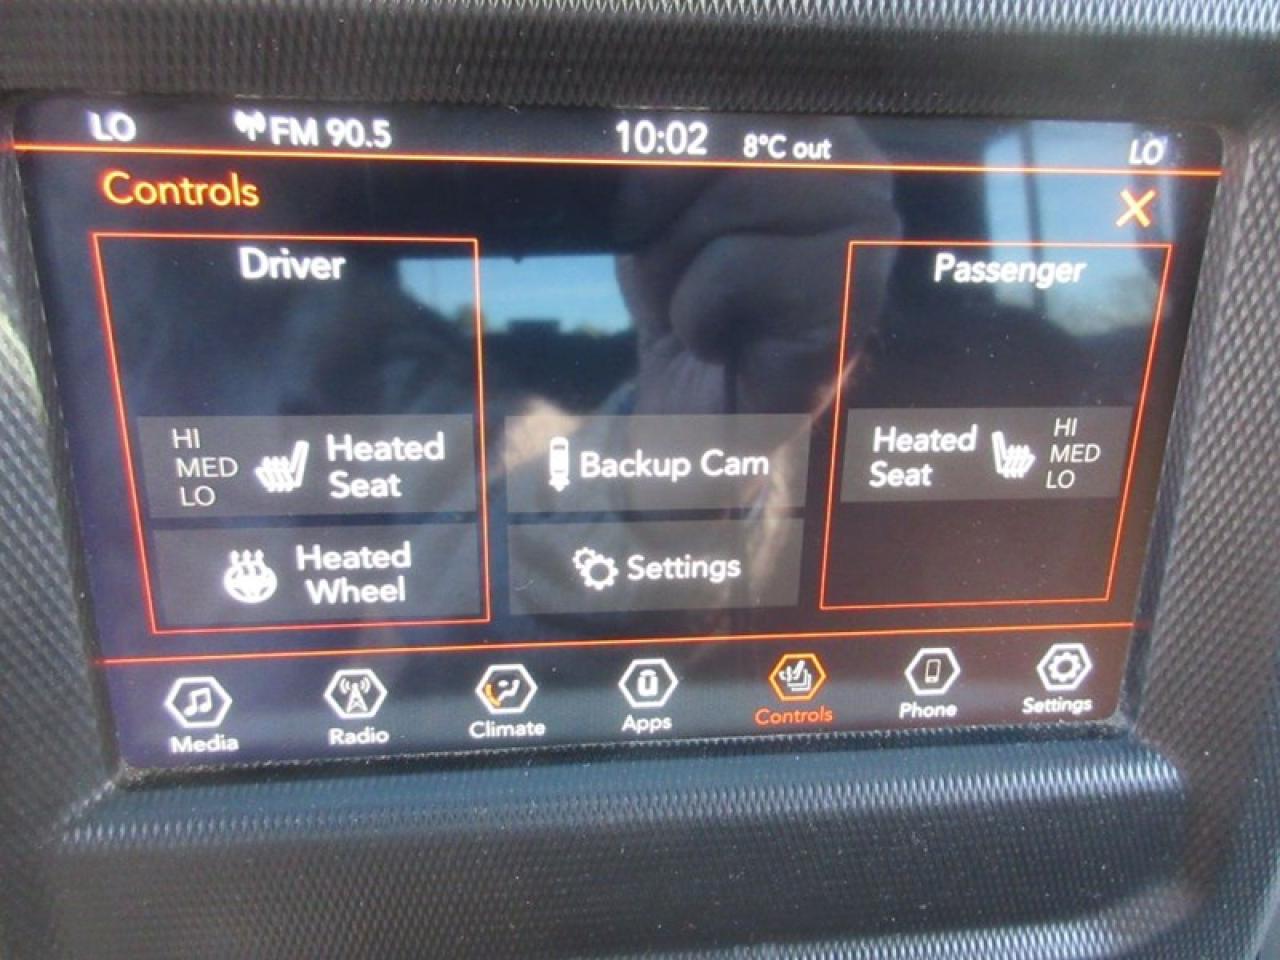 LO FM 90.5 10:02 8°C out LO
Controls
Driver
Passenger
HI
MED
LO
Heated
Seat
Backup Cam
Heated
Seat
HI
MED
LO
Heated
Wheel
Settings
Media Radio Climate Apps Controls Phone Settings